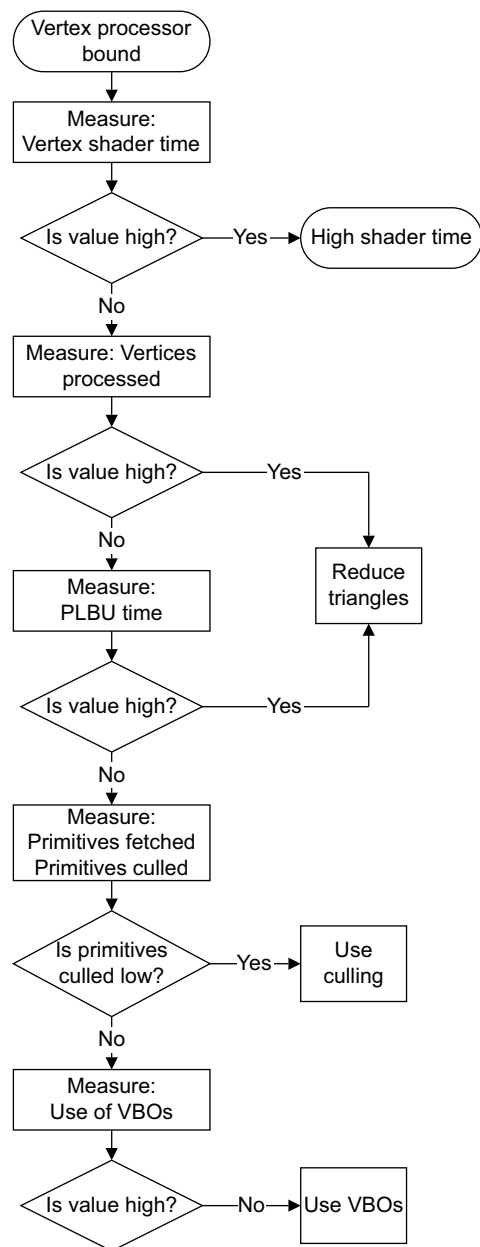 Vertex processor
bound
Measure:
Vertex shader time
Is value high?
Yes
High shader time
No
Measure: Vertices
processed
Is value high?
Yes
No
Measure:
PLBU time
Reduce
triangles
Is value high?
Yes
No
Measure:
Primitives fetched
Primitives culled
Is primitives
culled low?
Yes
Use
culling
No
Measure:
Use of VBOs
Is value high?
No
Use VBOs